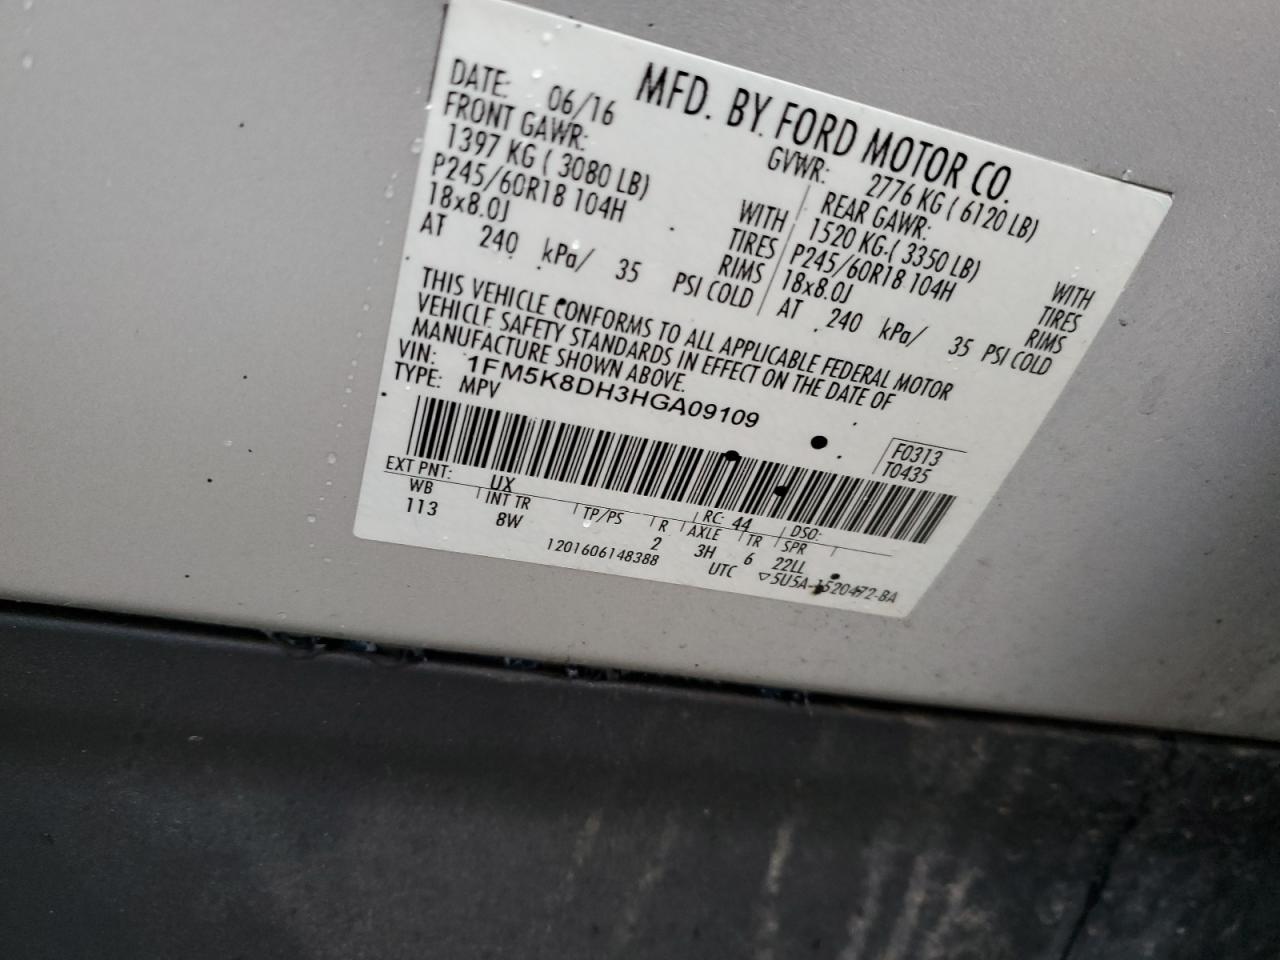 MFD. BY FORD MOTOR CO.
DATE: 06/16 GVWR: 2776 KG ( 6120 LB)
FRONT GAWR: REAR GAWR:
1397 KG ( 3080 LB) WITH 1520 KG ( 3350 LB) WITH
P245/60R18 104H TIRES P245/60R18 104H TIRES
18x8.0J RIMS 18x8.0J RIMS
AT 240 kPa/ 35 PSI COLD AT 240 kPa/ 35 PSI COLD
THIS VEHICLE CONFORMS TO ALL APPLICABLE FEDERAL MOTOR
VEHICLE SAFETY STANDARDS IN EFFECT ON THE DATE OF
MANUFACTURE SHOWN ABOVE.
VIN: 1FM5K8DH3HGA09109
TYPE: MPV
F0313
T0435
EXT PNT: UX RC: 44 DSO:
WB INT TR TP/PS R AXLE TR SPR
113 8W 2 3H 6 22LL
1201606148388 UTC ▽5U5A-1520472-BA